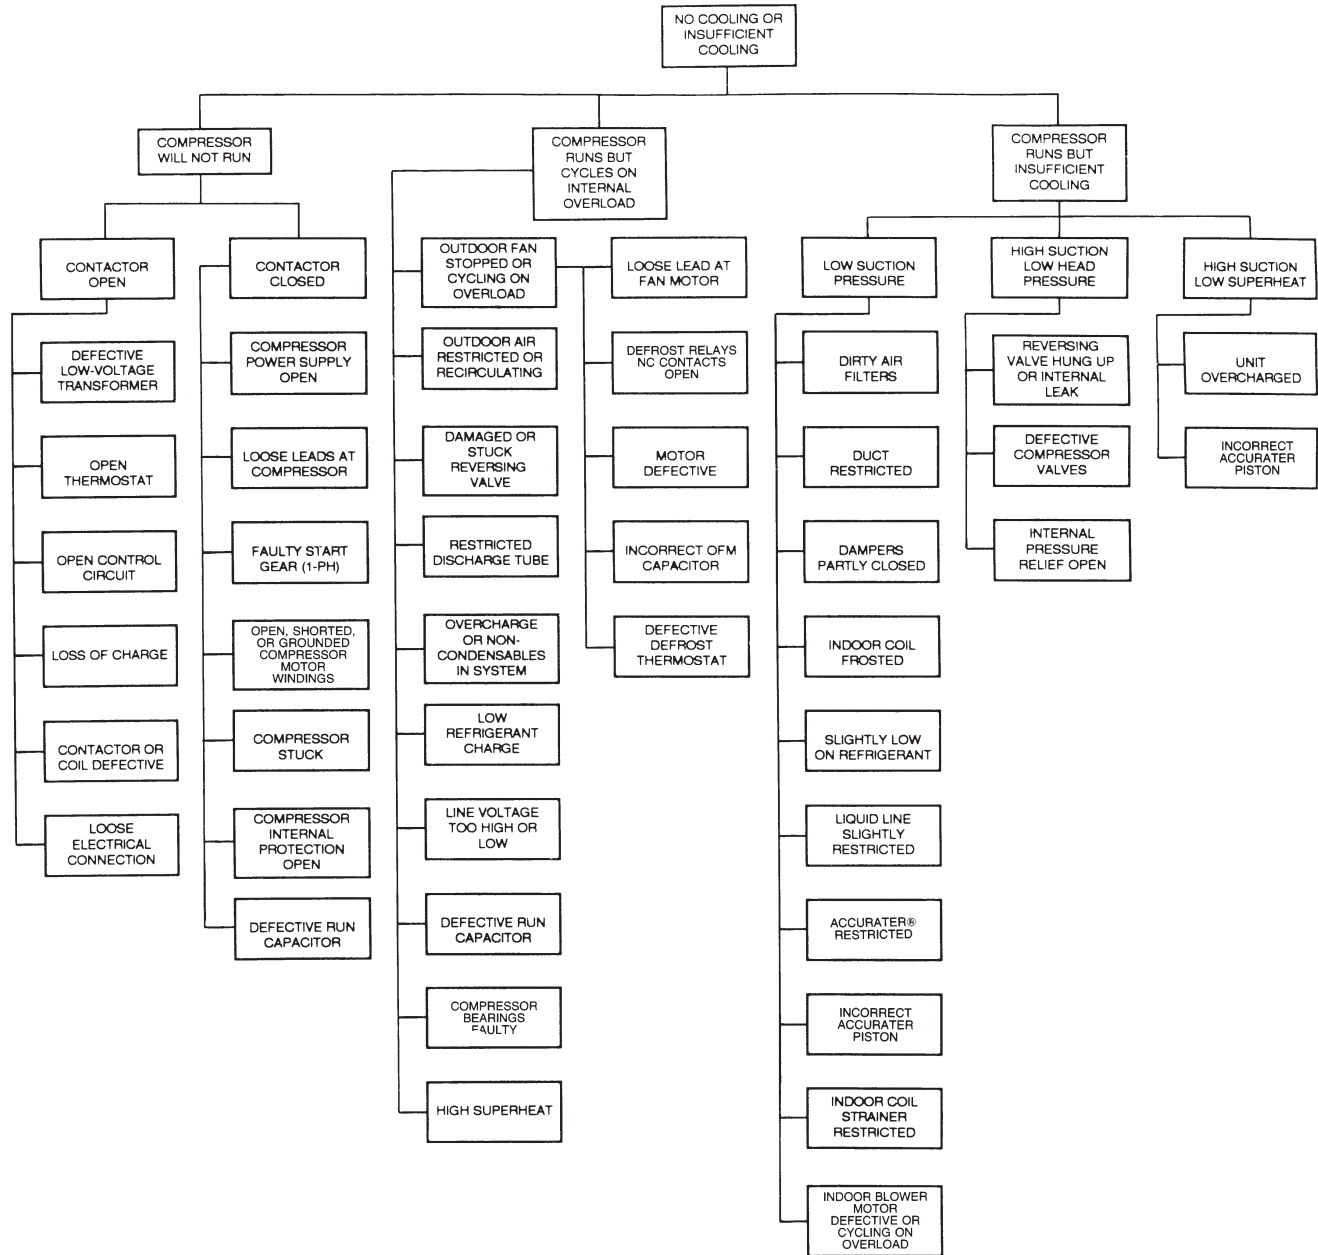 NO COOLING OR
INSUFFICIENT
COOLING
COMPRESSOR
WILL NOT RUN
COMPRESSOR
RUNS BUT
CYCLES ON
INTERNAL
OVERLOAD
COMPRESSOR
RUNS BUT
INSUFFICIENT
COOLING
CONTACTOR
OPEN
DEFECTIVE
LOW-VOLTAGE
TRANSFORMER
OPEN
THERMOSTAT
OPEN CONTROL
CIRCUIT
LOSS OF CHARGE
CONTACTOR OR
COIL DEFECTIVE
LOOSE
ELECTRICAL
CONNECTION
CONTACTOR
CLOSED
COMPRESSOR
POWER SUPPLY
OPEN
LOOSE LEADS AT
COMPRESSOR
FAULTY START
GEAR (1-PH)
OPEN, SHORTED,
OR GROUNDED
COMPRESSOR
MOTOR
WINDINGS
COMPRESSOR
STUCK
COMPRESSOR
INTERNAL
PROTECTION
OPEN
DEFECTIVE RUN
CAPACITOR
OUTDOOR FAN
STOPPED OR
CYCLING ON
OVERLOAD
OUTDOOR AIR
RESTRICTED OR
RECIRCULATING
DAMAGED OR
STUCK
REVERSING
VALVE
RESTRICTED
DISCHARGE TUBE
OVERCHARGE
OR NON-
CONDENSABLES
IN SYSTEM
LOW
REFRIGERANT
CHARGE
LINE VOLTAGE
TOO HIGH OR
LOW
DEFECTIVE RUN
CAPACITOR
COMPRESSOR
BEARINGS
FAULTY
HIGH SUPERHEAT
LOOSE LEAD AT
FAN MOTOR
DEFROST RELAYS
NC CONTACTS
OPEN
MOTOR
DEFECTIVE
INCORRECT OFM
CAPACITOR
DEFECTIVE
DEFROST
THERMOSTAT
LOW SUCTION
PRESSURE
DIRTY AIR
FILTERS
DUCT
RESTRICTED
DAMPERS
PARTLY CLOSED
INDOOR COIL
FROSTED
SLIGHTLY LOW
ON REFRIGERANT
LIQUID LINE
SLIGHTLY
RESTRICTED
ACCURATER®
RESTRICTED
INCORRECT
ACCURATER
PISTON
INDOOR COIL
STRAINER
RESTRICTED
INDOOR BLOWER
MOTOR
DEFECTIVE OR
CYCLING ON
OVERLOAD
HIGH SUCTION
LOW HEAD
PRESSURE
REVERSING
VALVE HUNG UP
OR INTERNAL
LEAK
DEFECTIVE
COMPRESSOR
VALVES
INTERNAL
PRESSURE
RELIEF OPEN
HIGH SUCTION
LOW SUPERHEAT
UNIT
OVERCHARGED
INCORRECT
ACCURATER
PISTON